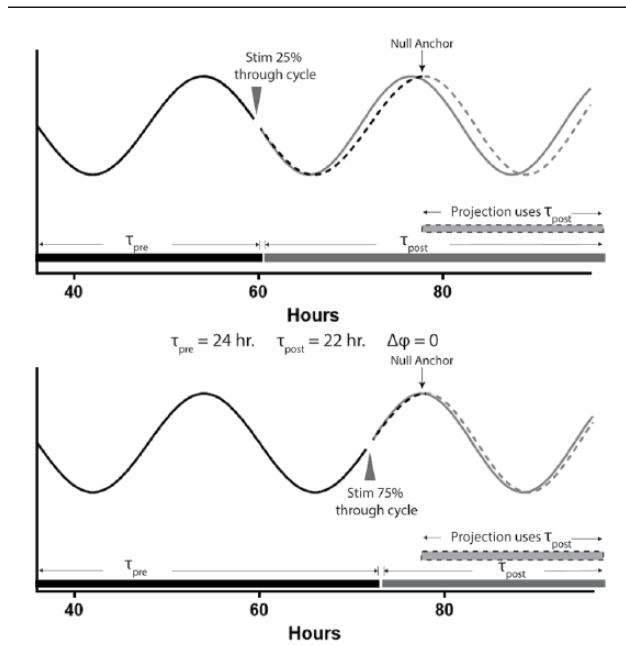 Null Anchor
Stim 25%
through cycle
Projection uses τpost
τpre
τpost
40
60
80
Hours
τpre = 24 hr. τpost = 22 hr. Δφ = 0
Null Anchor
Stim 75%
through cycle
Projection uses τpost
τpre
τpost
40
60
80
Hours